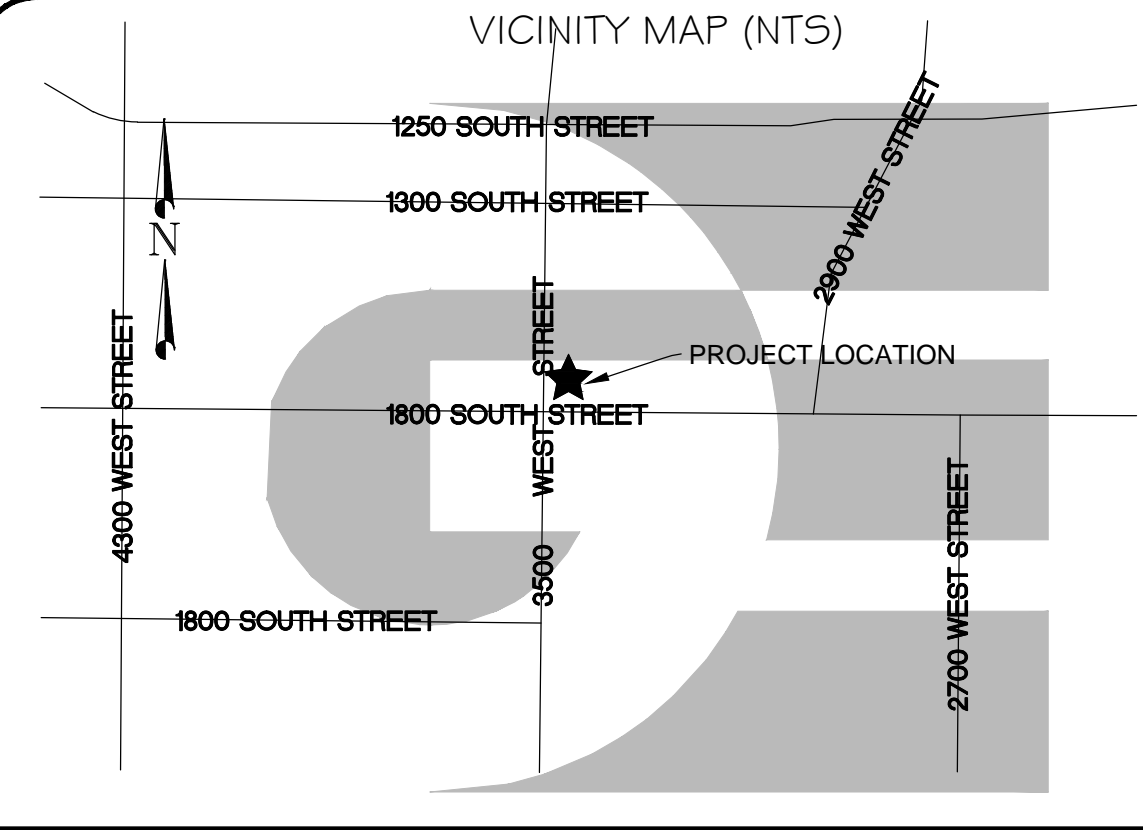 VICINITY MAP (NTS)
1250 SOUTH STREET
1300 SOUTH STREET
2900 WEST STREET
N
4300 WEST STREET
3500 WEST STREET
PROJECT LOCATION
1800 SOUTH STREET
2700 WEST STREET
1800 SOUTH STREET